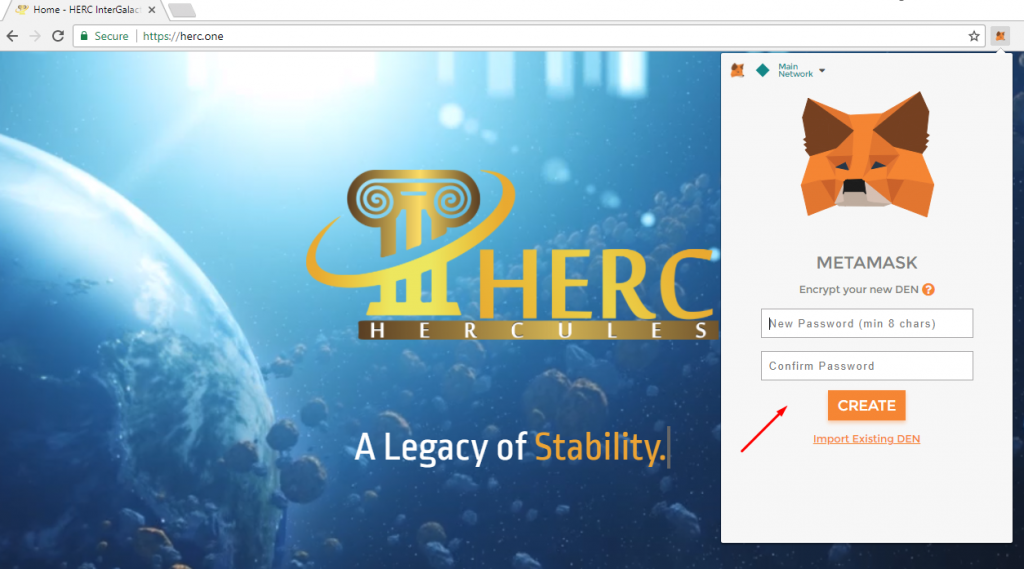 Home - HERC InterGalac
Secure
https://herc.one
Main
Network
HERC
HERCULES
A Legacy of Stability.
METAMASK
Encrypt your new DEN ?
New Password (min 8 chars)
Confirm Password
CREATE
Import Existing DEN